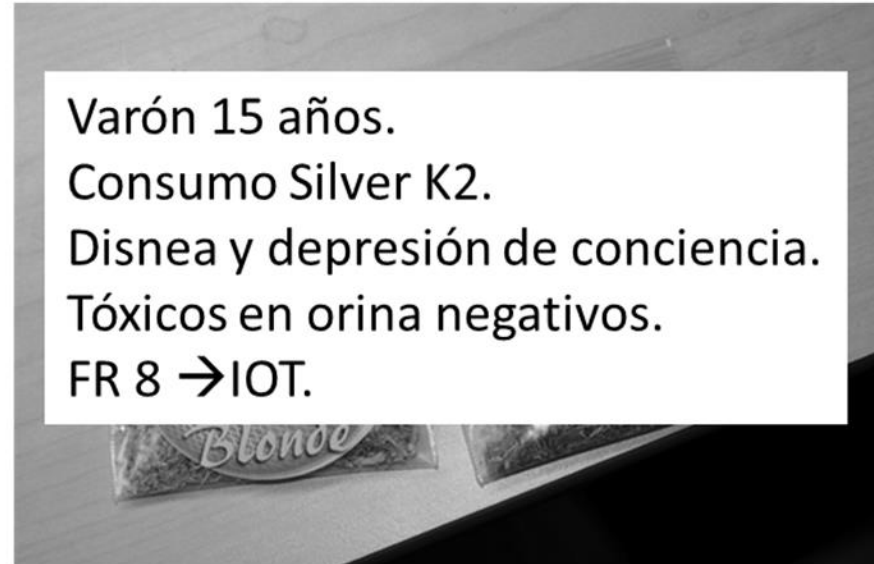 Varón 15 años.
Consumo Silver K2.
Disnea y depresión de conciencia.
Tóxicos en orina negativos.
FR 8 →IOT.
Blonde